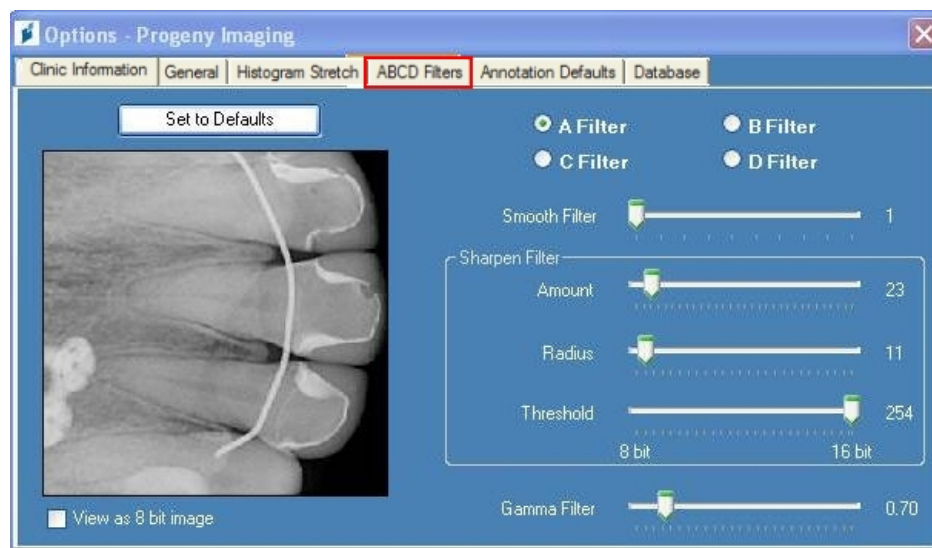 Options - Progeny Imaging
Clinic Information General Histogram Stretch ABCD Filters Annotation Defaults Database
Set to Defaults
A Filter B Filter
C Filter D Filter
Smooth Filter 1
Sharpen Filter
Amount 23
Radius 11
Threshold 254
8 bit 16 bit
View as 8 bit image
Gamma Filter 0.70